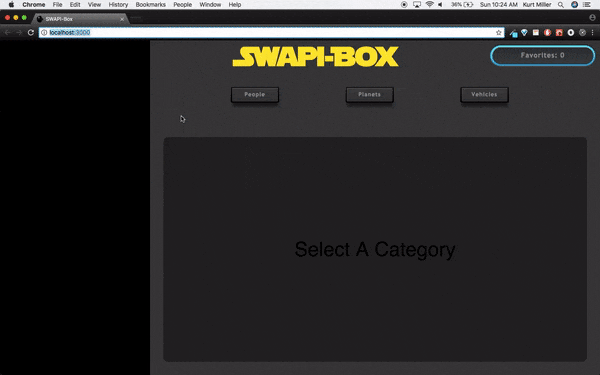 Chrome File Edit View History Bookmarks People Window Help 36% Sun 10:24 AM Kurt Miller
SWAPI-Box
localhost:3000
SWAPI-BOX
Favorites: 0
People Planets Vehicles
Select A Category